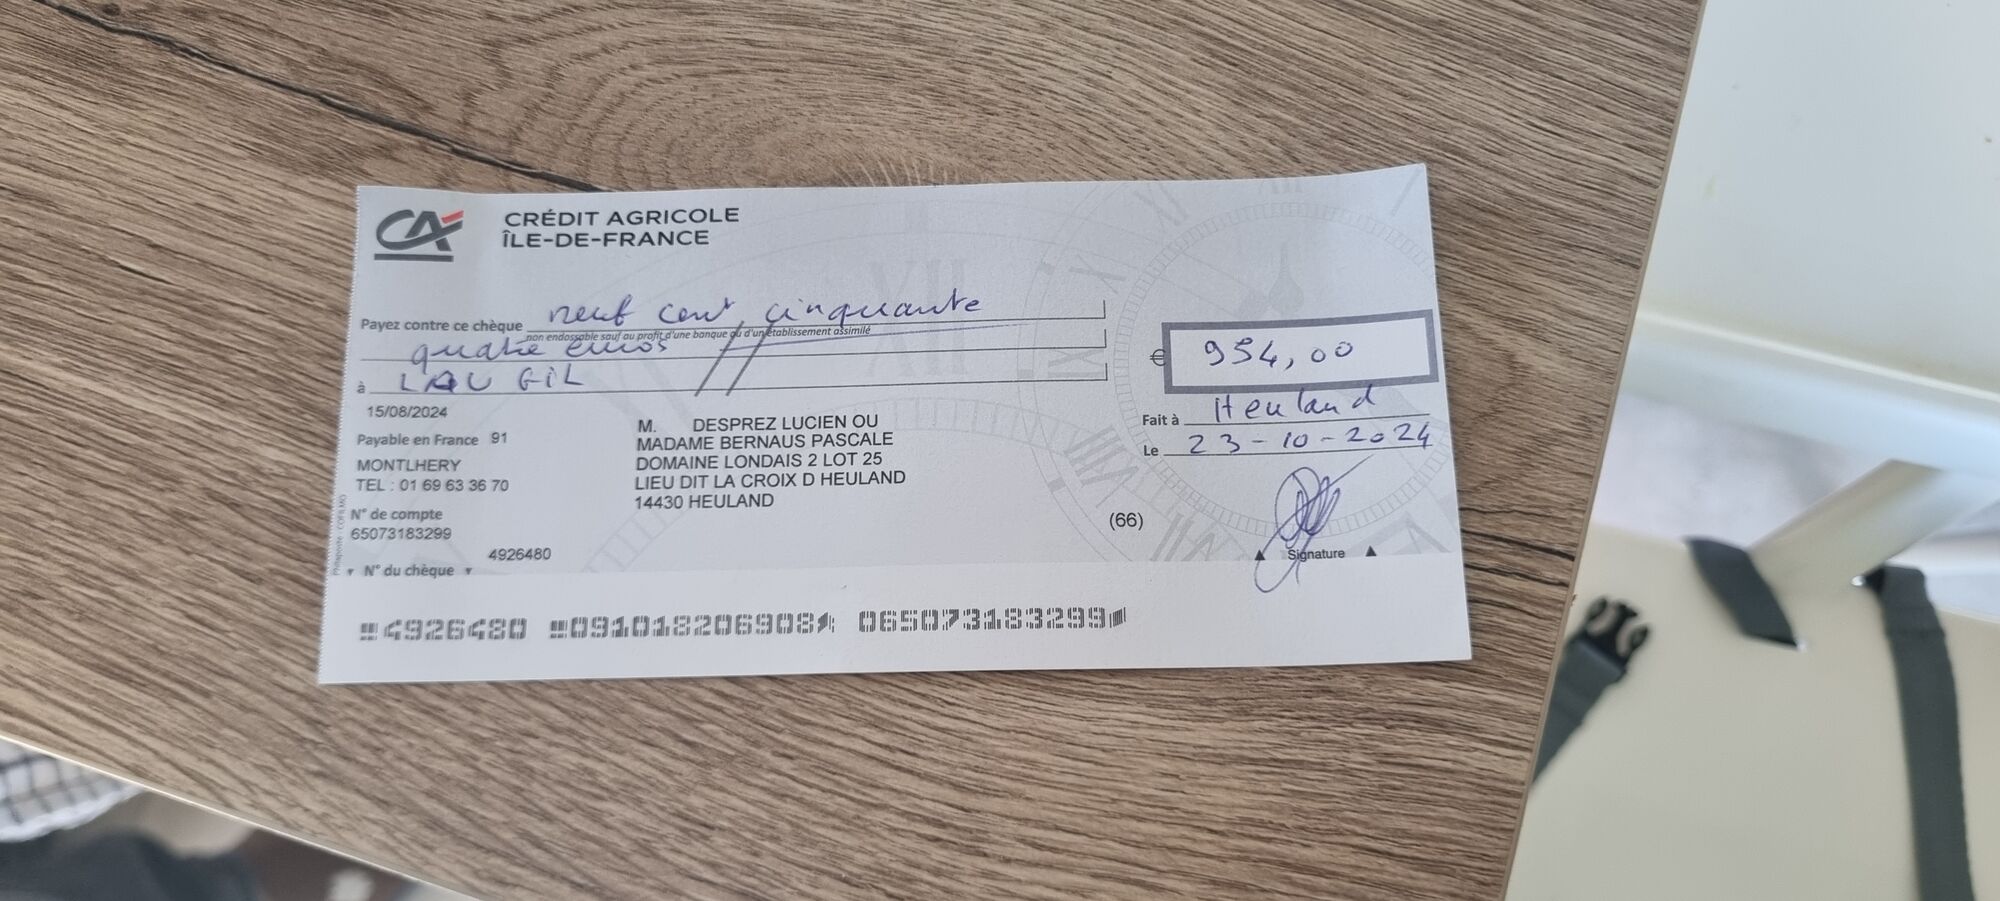 CRÉDIT AGRICOLE
ÎLE-DE-FRANCE
Payez contre ce chèque neuf cent cinquante
non endossable sauf au profit d'une banque ou d'un établissement assimilé
quatre euros
à LAU GIL
€ 954,00
Fait à Heuland
Le 23-10-2024
15/08/2024
Payable en France 91
MONTLHERY
TEL : 01 69 63 36 70
N° de compte
65073183299
4926480
N° du chèque
M. DESPREZ LUCIEN OU
MADAME BERNAUS PASCALE
DOMAINE LONDAIS 2 LOT 25
LIEU DIT LA CROIX D HEULAND
14430 HEULAND
(66)
Signature
4926480 091018206908 065073183299